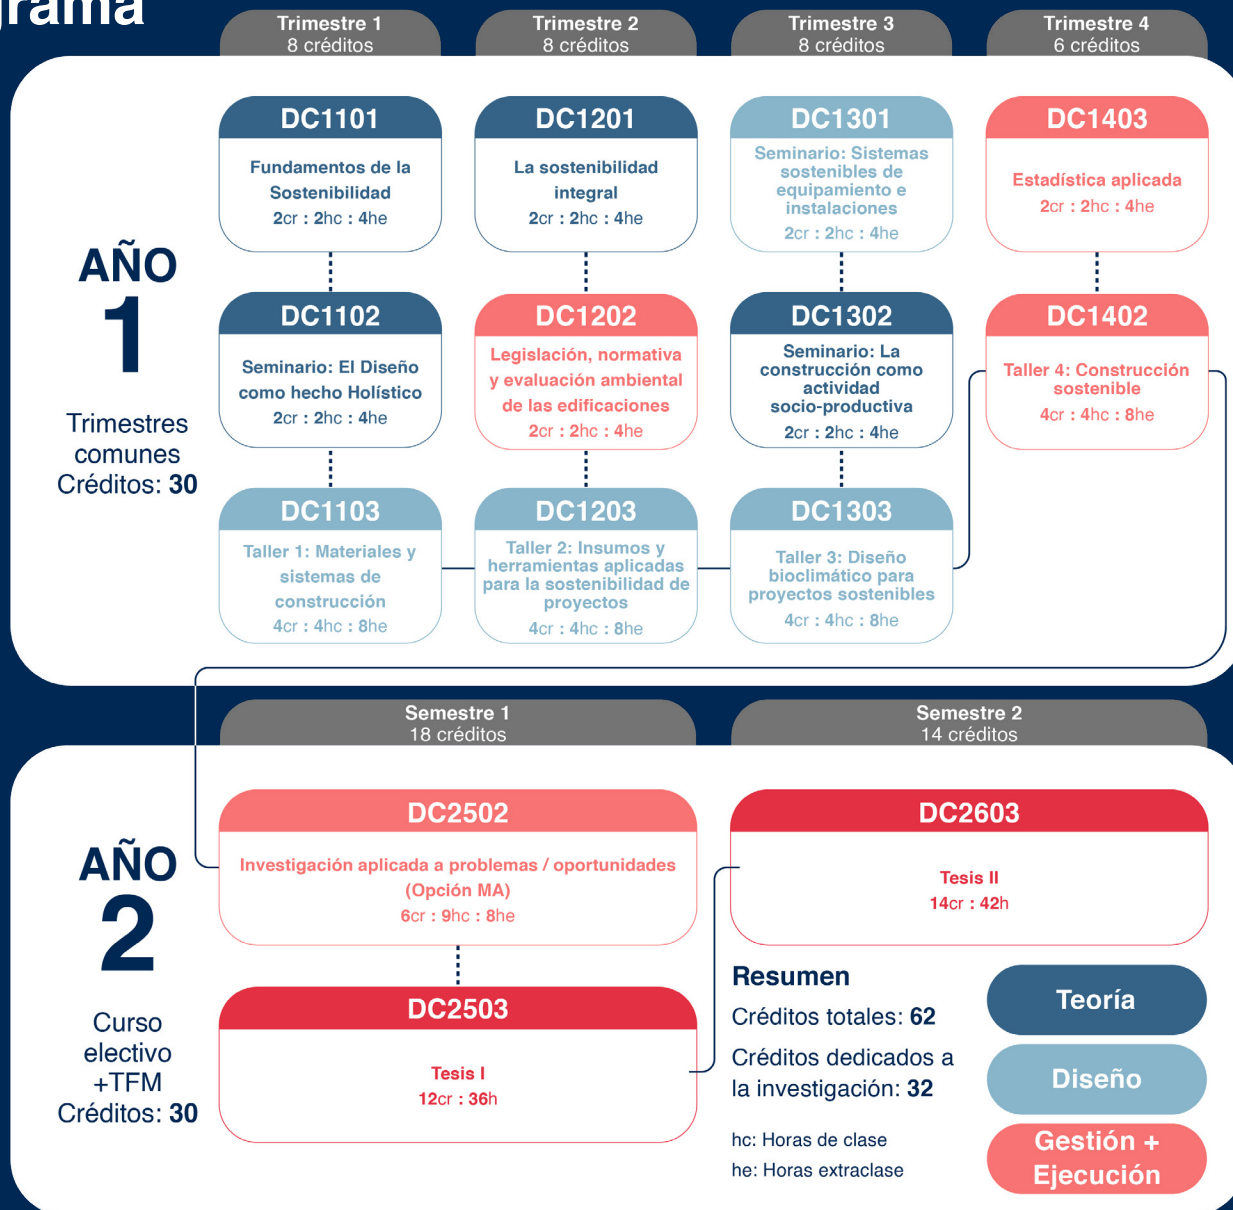 grama
Trimestre 1
8 créditos
Trimestre 2
8 créditos
Trimestre 3
8 créditos
Trimestre 4
6 créditos
AÑO
1
Trimestres
comunes
Créditos: 30
DC1101
Fundamentos de la
Sostenibilidad
2cr : 2hc : 4he
DC1201
La sostenibilidad
integral
2cr : 2hc : 4he
DC1301
Seminario: Sistemas
sostenibles de
equipamiento e
instalaciones
2cr : 2hc : 4he
DC1403
Estadística aplicada
2cr : 2hc : 4he
DC1102
Seminario: El Diseño
como hecho Holístico
2cr : 2hc : 4he
DC1202
Legislación, normativa
y evaluación ambiental
de las edificaciones
2cr : 2hc : 4he
DC1302
Seminario: La
construcción como
actividad
socio-productiva
2cr : 2hc : 4he
DC1402
Taller 4: Construcción
sostenible
4cr : 4hc : 8he
DC1103
Taller 1: Materiales y
sistemas de
construcción
4cr : 4hc : 8he
DC1203
Taller 2: Insumos y
herramientas aplicadas
para la sostenibilidad de
proyectos
4cr : 4hc : 8he
DC1303
Taller 3: Diseño
bioclimático para
proyectos sostenibles
4cr : 4hc : 8he
Semestre 1
18 créditos
Semestre 2
14 créditos
AÑO
2
Curso
electivo
+TFM
Créditos: 30
DC2502
Investigación aplicada a problemas / oportunidades
(Opción MA)
6cr : 9hc : 8he
DC2603
Tesis II
14cr : 42h
DC2503
Tesis I
12cr : 36h
Resumen
Créditos totales: 62
Créditos dedicados a
la investigación: 32
hc: Horas de clase
he: Horas extraclase
Teoría
Diseño
Gestión +
Ejecución